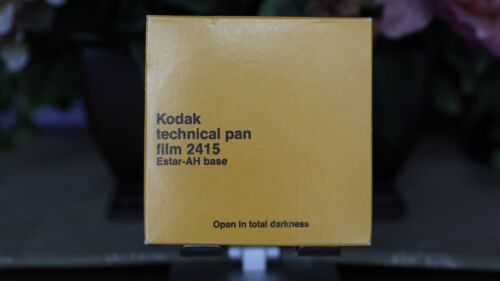 Kodak
technical pan
film 2415
Estar-AH base
Open in total darkness